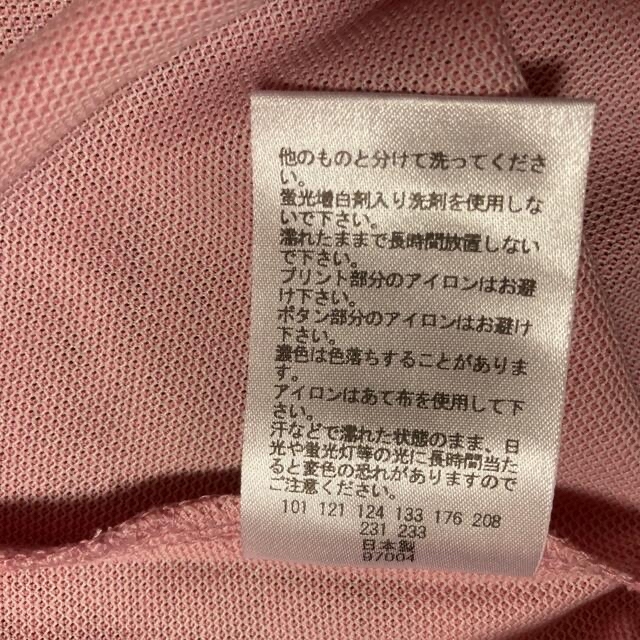 他のものと分けて洗ってくださ
い。
蛍光増白剤入り洗剤を使用しな
いで下さい。
濡れたままで長時間放置しない
で下さい。
プリント部分のアイロンはお避
け下さい。
ボタン部分のアイロンはお避け
下さい。
濃色は色落ちすることがありま
す。
アイロンはあて布を使用して下
さい。
汗などで濡れた状態のまま、日
光や蛍光灯等の光に長時間当た
ると変色の恐れがありますので
ご注意ください。
101 121 124 133 176 208
231 233
日本製
97004